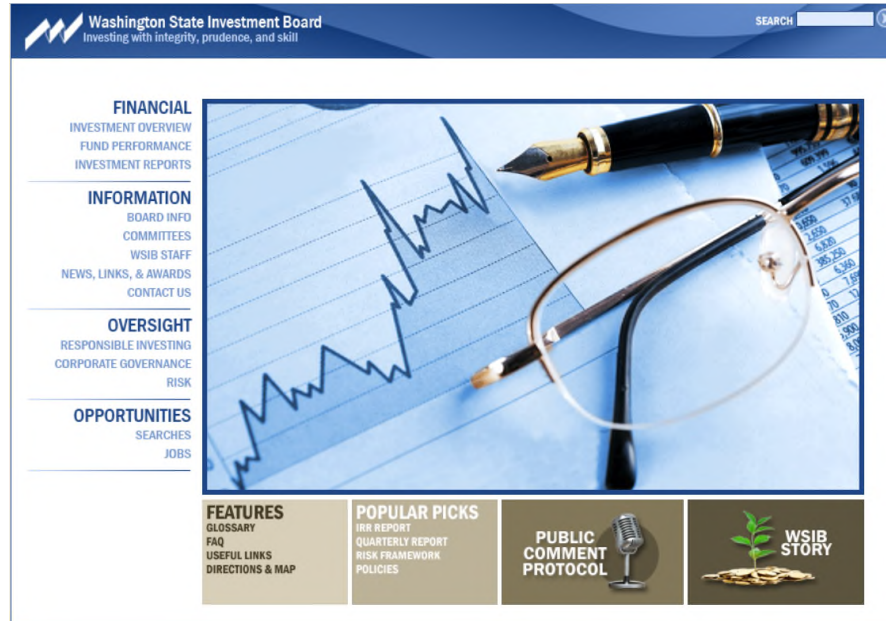 Washington State Investment Board
Investing with integrity, prudence, and skill
SEARCH
FINANCIAL
INVESTMENT OVERVIEW
FUND PERFORMANCE
INVESTMENT REPORTS
INFORMATION
BOARD INFO
COMMITTEES
WSIB STAFF
NEWS, LINKS, & AWARDS
CONTACT US
OVERSIGHT
RESPONSIBLE INVESTING
CORPORATE GOVERNANCE
RISK
OPPORTUNITIES
SEARCHES
JOBS
FEATURES
GLOSSARY
FAQ
USEFUL LINKS
DIRECTIONS & MAP
POPULAR PICKS
IRR REPORT
QUARTERLY REPORT
RISK FRAMEWORK
POLICIES
PUBLIC
COMMENT
PROTOCOL
WSIB
STORY